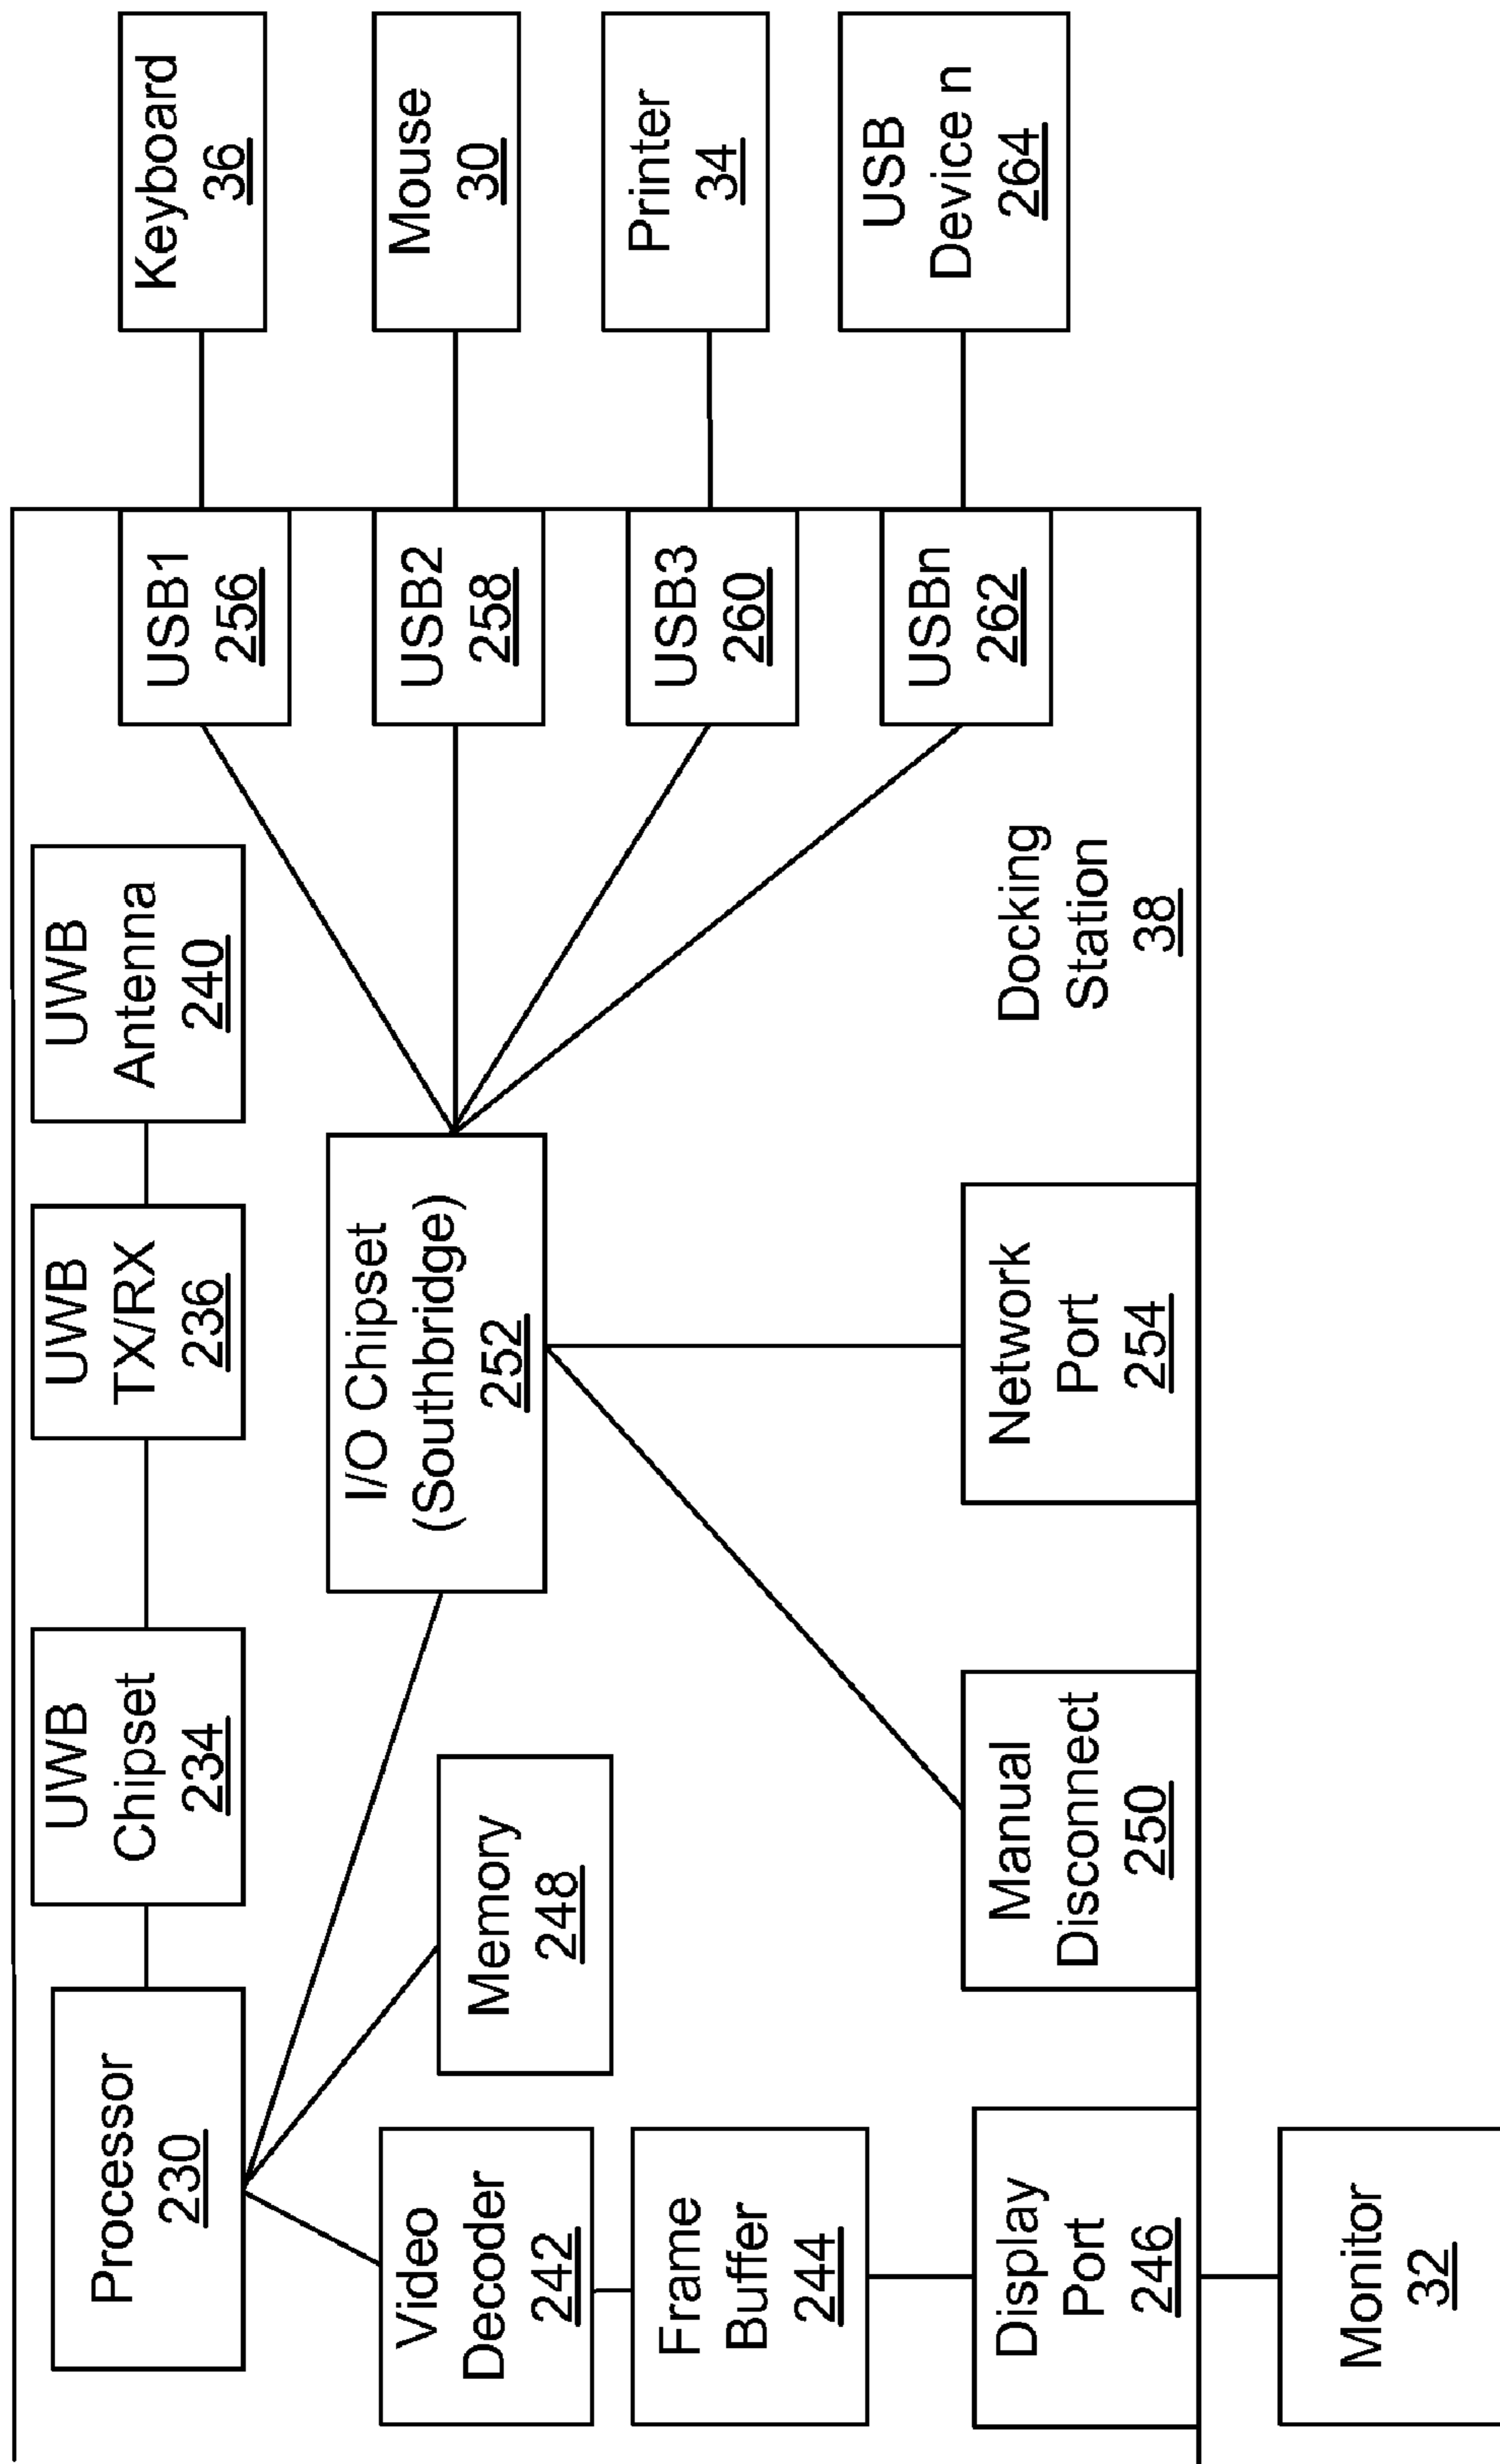 Processor
230
UWB
Chipset
234
UWB
TX/RX
236
UWB
Antenna
240
Video
Decoder
242
Memory
248
I/O Chipset
(Southbridge)
252
Frame
Buffer
244
Display
Port
246
Manual
Disconnect
250
Network
Port
254
Docking
Station
38
USB1
256
USB2
258
USB3
260
USBn
262
Keyboard
36
Mouse
30
Printer
34
USB
Device n
264
Monitor
32